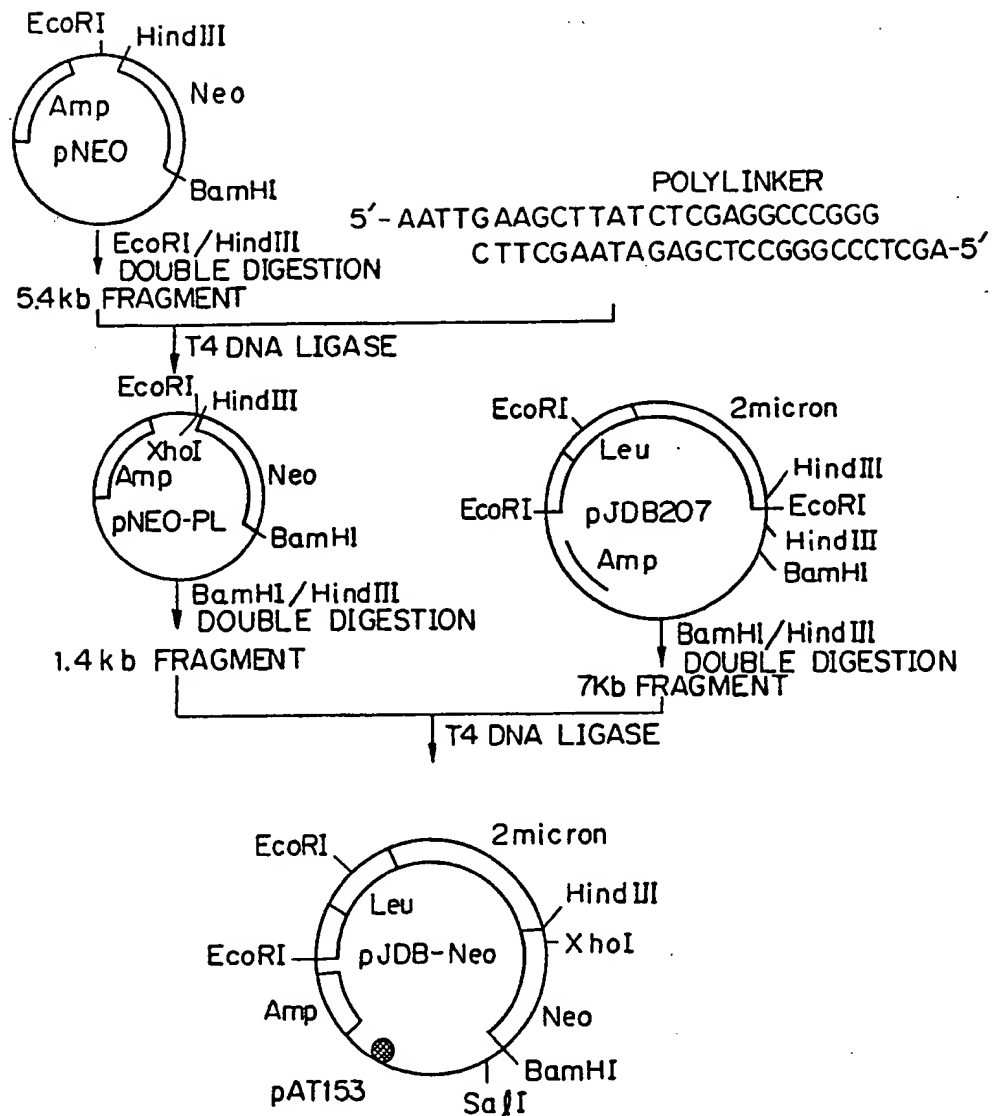 EcoRI
HindIII
Amp
Neo
pNEO
BamHI
EcoRI/HindIII
DOUBLE DIGESTION
5.4kb FRAGMENT
POLYLINKER
5′-AATTGAAGCTTATCTCGAGGCCCGGG
CTTCGAATAGAGCTCCGGGCCCTCGA-5′
T4 DNA LIGASE
EcoRI
HindIII
XhoI
Amp
Neo
pNEO-PL
BamHI
BamHI/HindIII
DOUBLE DIGESTION
1.4kb FRAGMENT
EcoRI
2micron
Leu
HindIII
EcoRI
pJDB207
EcoRI
HindIII
Amp
BamHI
BamHI/HindIII
DOUBLE DIGESTION
7Kb FRAGMENT
T4 DNA LIGASE
2micron
EcoRI
HindIII
Leu
XhoI
EcoRI
pJDB-Neo
Amp
Neo
BamHI
pAT153
SalI